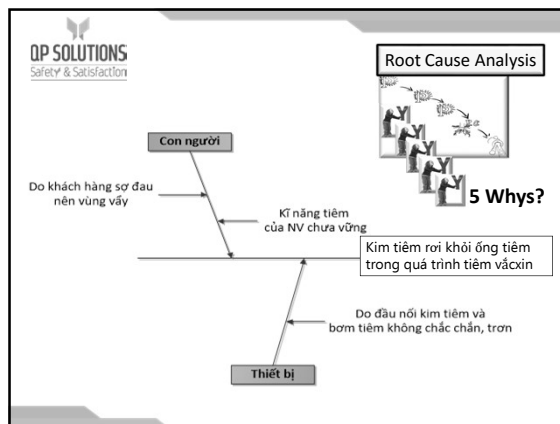 QP SOLUTIONS
Safety & Satisfaction
Root Cause Analysis
5 Whys?
Con người
Do khách hàng sợ đau
nên vùng vẩy
Kĩ năng tiêm
của NV chưa vững
Kim tiêm rơi khỏi ống tiêm
trong quá trình tiêm vắcxin
Do đầu nối kim tiêm và
bơm tiêm không chắc chắn, trơn
Thiết bị